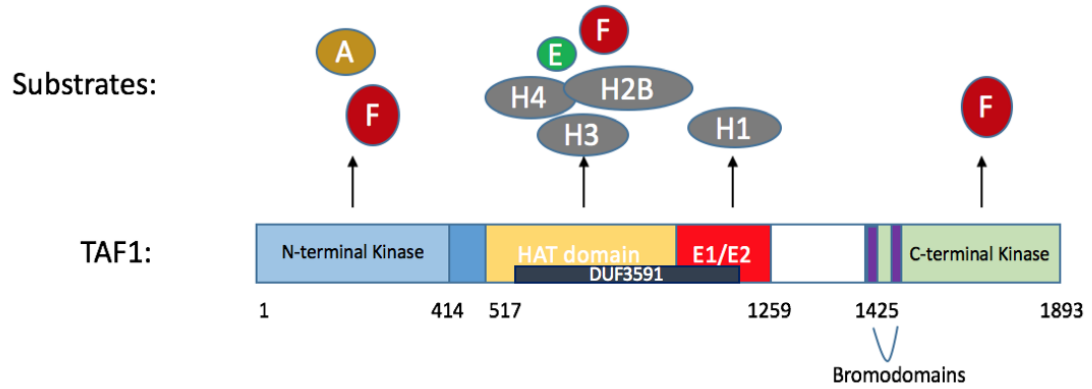 A
F
E
F
Substrates:
H4
H2B
H3
H1
F
TAF1:
N-terminal Kinase
HAT domain
E1/E2
DUF3591
C-terminal Kinase
1
414
517
1259
1425
1893
Bromodomains